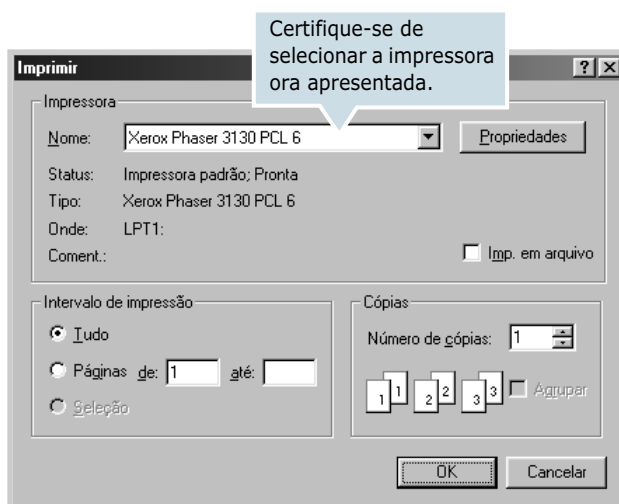 Certifique-se de
selecionar a impressora
ora apresentada.
Imprimir
Impressora
Nome: Xerox Phaser 3130 PCL 6 Propriedades
Status: Impressora padrão; Pronta
Tipo: Xerox Phaser 3130 PCL 6
Onde: LPT1:
Coment.: Imp. em arquivo
Intervalo de impressão
Tudo
Páginas de: 1 até:
Seleção
Cópias
Número de cópias: 1
1 1 2 2 3 3 Agrupar
OK Cancelar